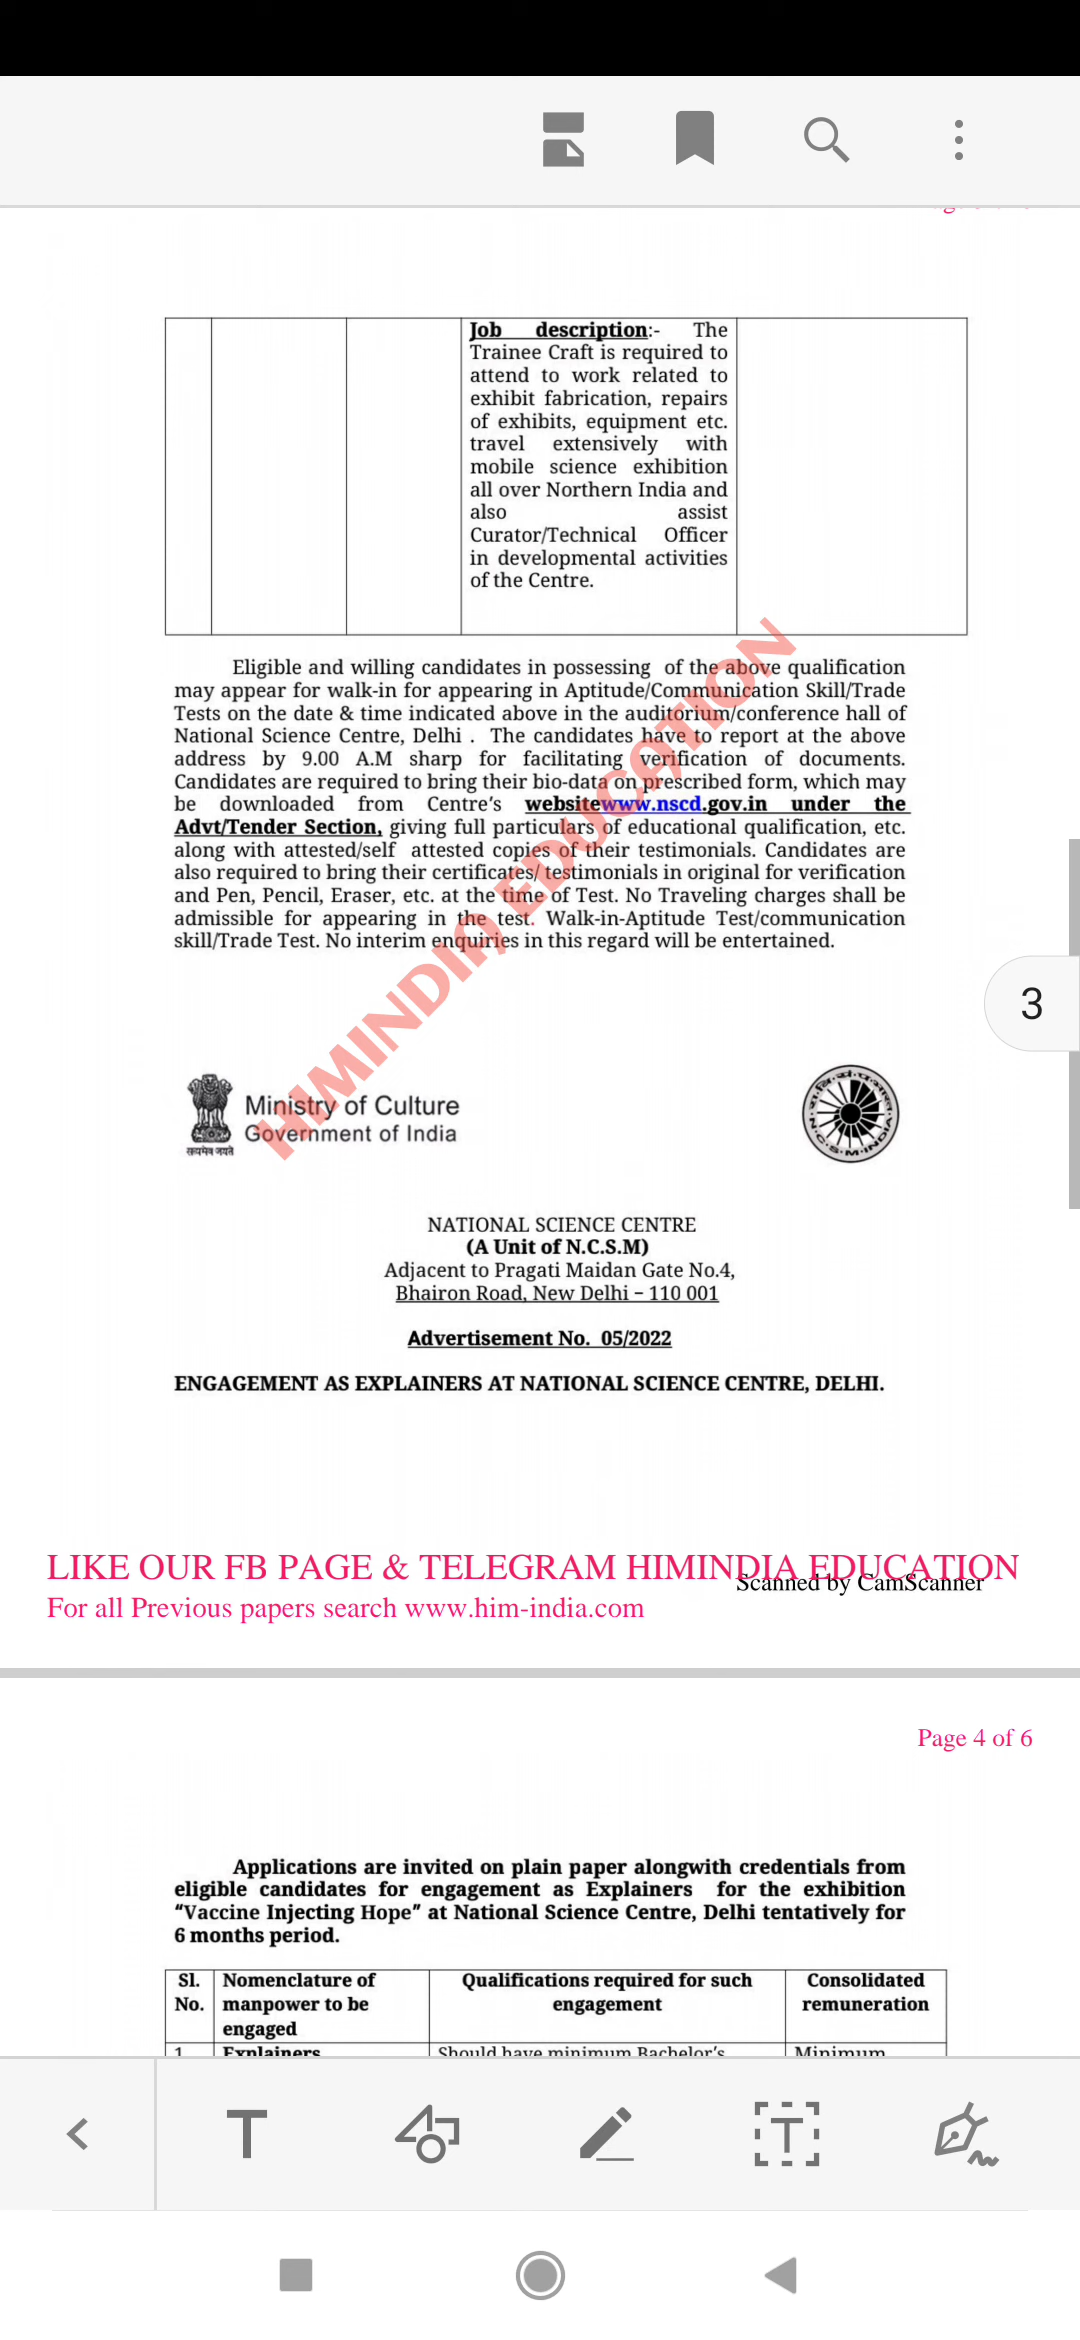 Job description:- The
Trainee Craft is required to
attend to work related to
exhibit fabrication, repairs
of exhibits, equipment etc.
travel extensively with
mobile science exhibition
all over Northern India and
also assist
Curator/Technical Officer
in developmental activities
of the Centre.
Eligible and willing candidates in possessing of the above qualification
may appear for walk-in for appearing in Aptitude/Communication Skill/Trade
Tests on the date & time indicated above in the auditorium/conference hall of
National Science Centre, Delhi . The candidates have to report at the above
address by 9.00 A.M sharp for facilitating verification of documents.
Candidates are required to bring their bio-data on prescribed form, which may
be downloaded from Centre's websitewww.nscd.gov.in under the
Advt/Tender Section, giving full particulars of educational qualification, etc.
along with attested/self attested copies of their testimonials. Candidates are
also required to bring their certificates/ testimonials in original for verification
and Pen, Pencil, Eraser, etc. at the time of Test. No Traveling charges shall be
admissible for appearing in the test. Walk-in-Aptitude Test/communication
skill/Trade Test. No interim enquiries in this regard will be entertained.
HIMINDIA EDUCATION
3
Ministry of Culture
Government of India
सत्यमेव जयते
N.C.S.M.INDIA
NATIONAL SCIENCE CENTRE
(A Unit of N.C.S.M)
Adjacent to Pragati Maidan Gate No.4,
Bhairon Road, New Delhi – 110 001
Advertisement No. 05/2022
ENGAGEMENT AS EXPLAINERS AT NATIONAL SCIENCE CENTRE, DELHI.
LIKE OUR FB PAGE & TELEGRAM HIMINDIA EDUCATION
Scanned by CamScanner
For all Previous papers search www.him-india.com
Page 4 of 6
Applications are invited on plain paper alongwith credentials from
eligible candidates for engagement as Explainers for the exhibition
"Vaccine Injecting Hope" at National Science Centre, Delhi tentatively for
6 months period.
Sl. Nomenclature of Qualifications required for such Consolidated
No. manpower to be engagement remuneration
engaged
1 Explainers Should have minimum Bachelor's Minimum
T
T